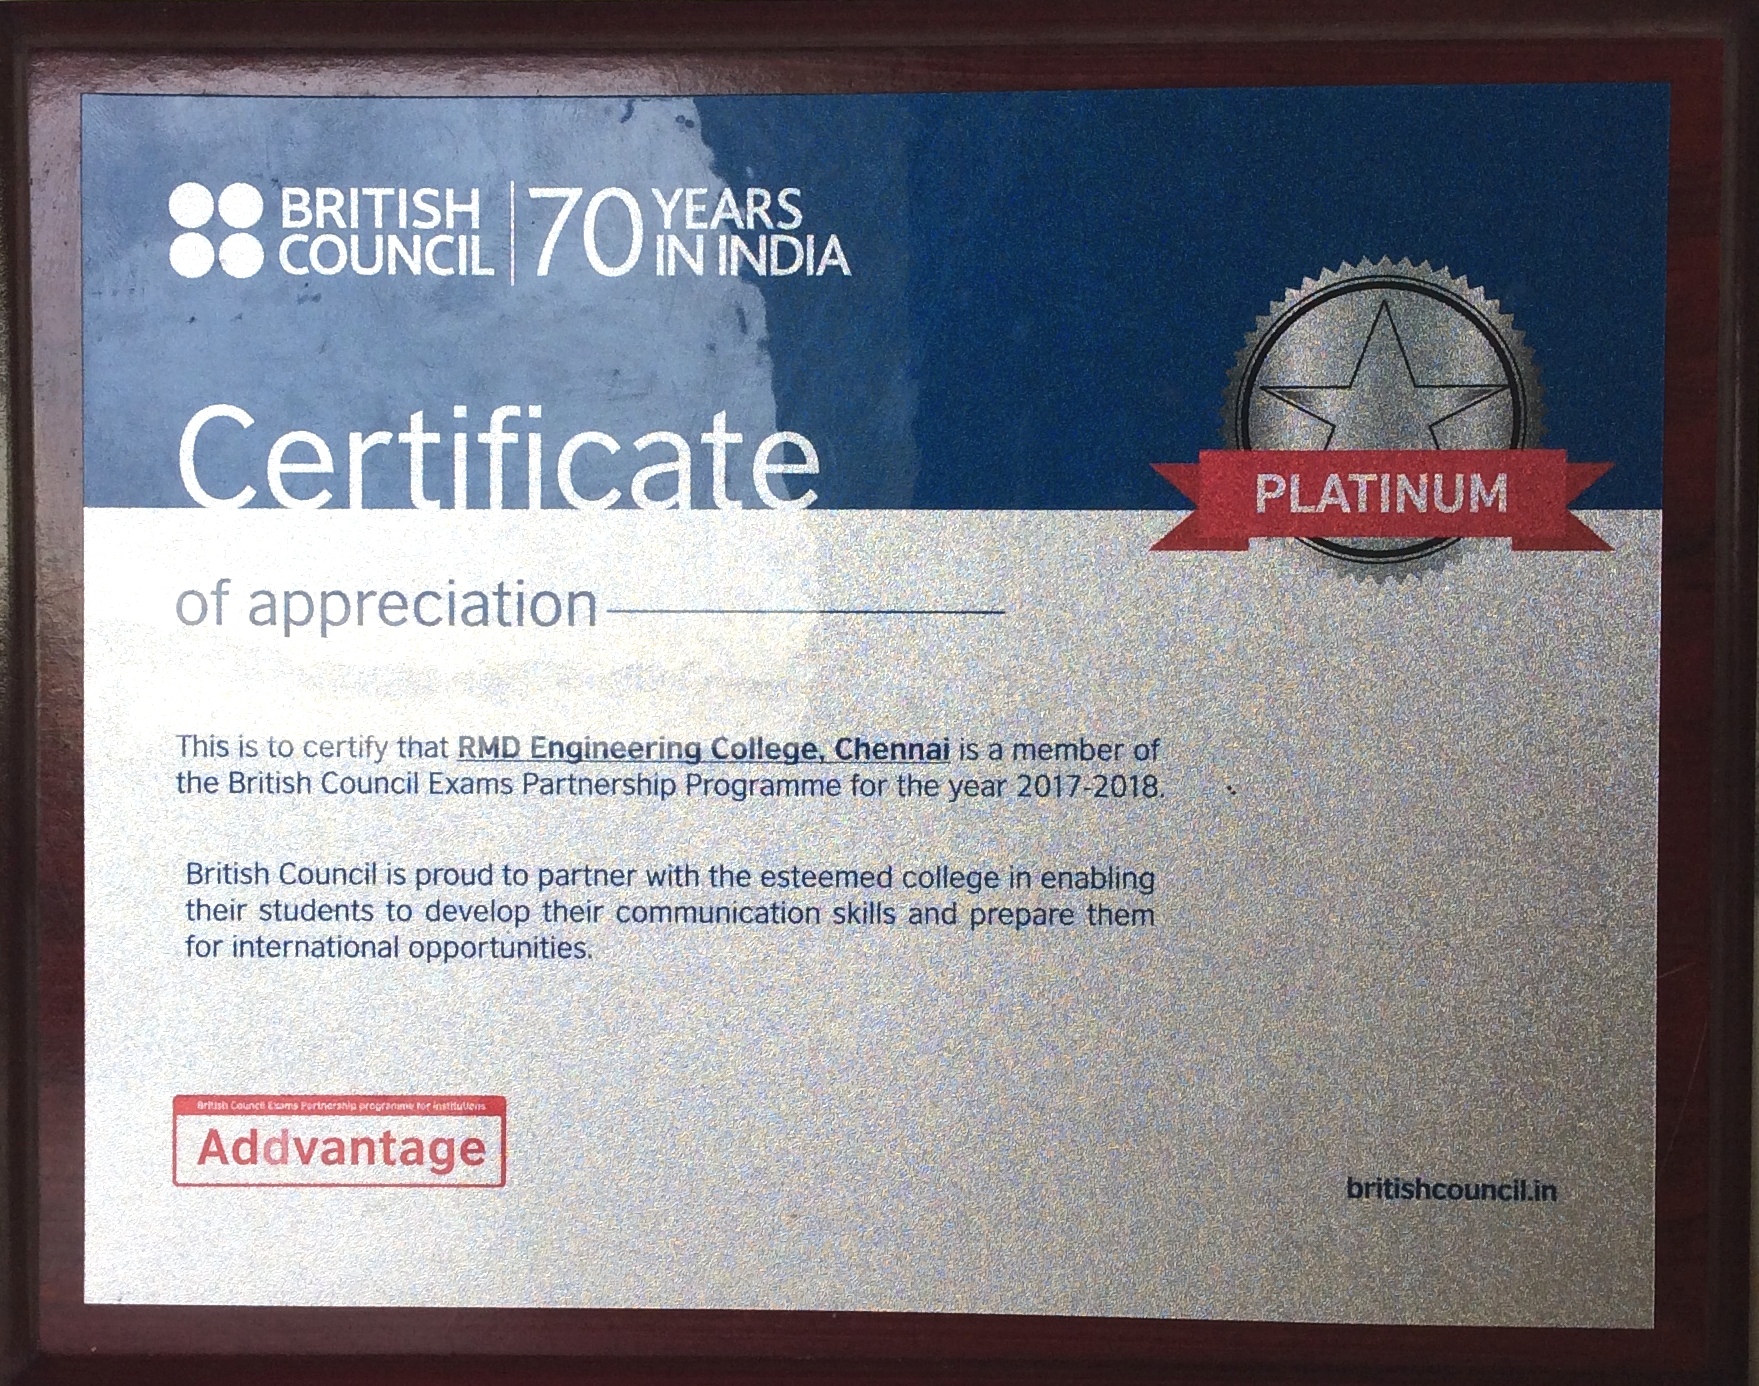 BRITISH
COUNCIL
70
YEARS
IN INDIA
Certificate
PLATINUM
of appreciation
This is to certify that RMD Engineering College, Chennai is a member of
the British Council Exams Partnership Programme for the year 2017-2018.
British Council is proud to partner with the esteemed college in enabling
their students to develop their communication skills and prepare them
for international opportunities.
British Council Exams Partnership programme for institutions
Addvantage
britishcouncil.in